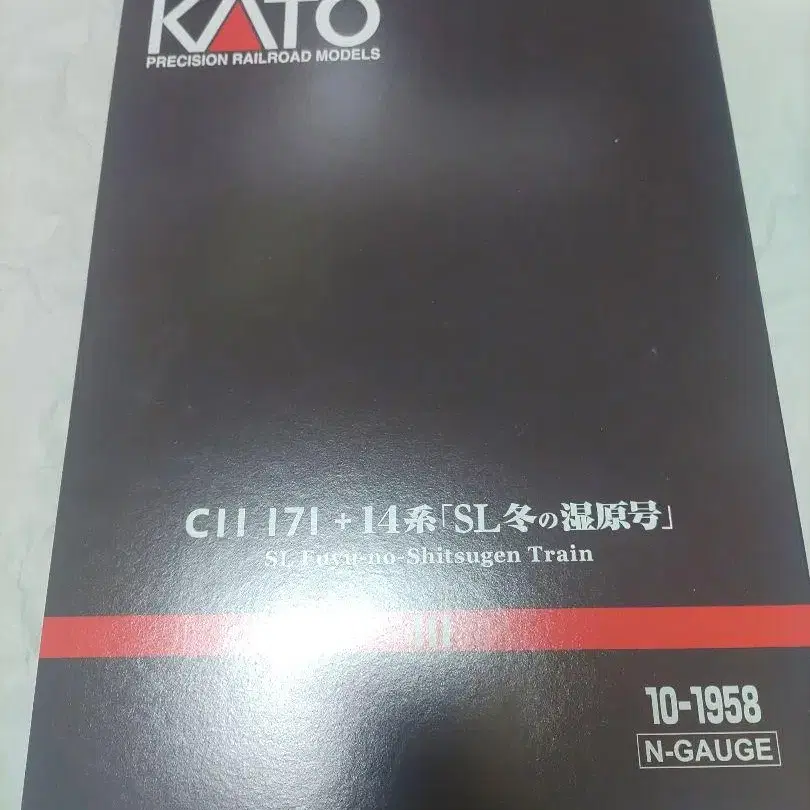 KATO
PRECISION RAILROAD MODELS
C11 171 + 14系「SL冬の湿原号」
SL Fuyu-no-Shitsugen Train
10-1958
N-GAUGE